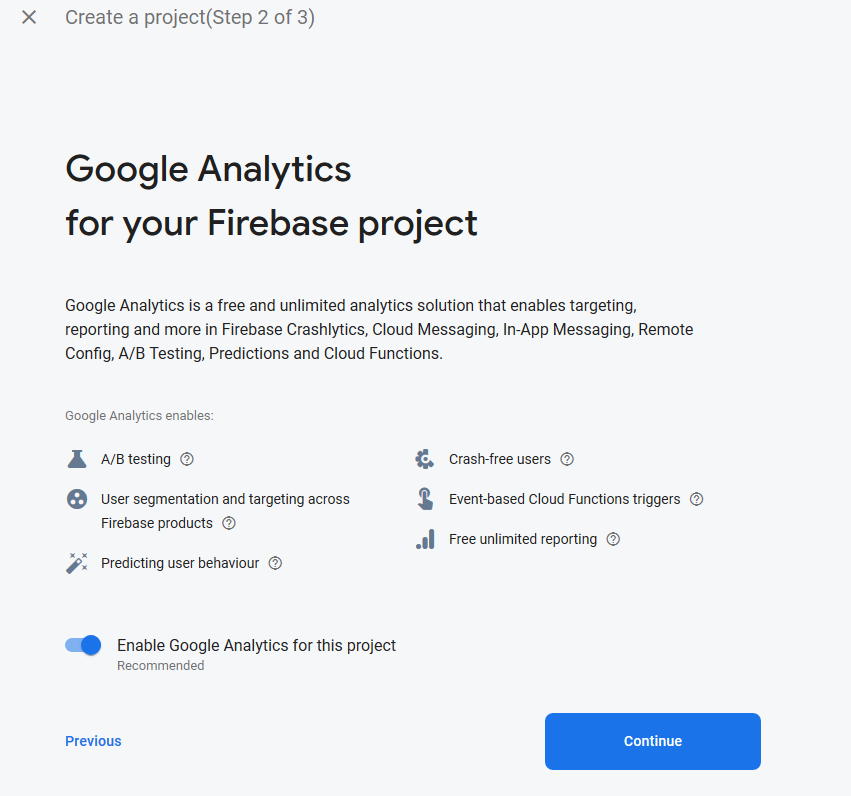 Create a project(Step 2 of 3)
Google Analytics
for your Firebase project
Google Analytics is a free and unlimited analytics solution that enables targeting,
reporting and more in Firebase Crashlytics, Cloud Messaging, In-App Messaging, Remote
Config, A/B Testing, Predictions and Cloud Functions.
Google Analytics enables:
A/B testing
User segmentation and targeting across
Firebase products
Predicting user behaviour
Crash-free users
Event-based Cloud Functions triggers
Free unlimited reporting
Enable Google Analytics for this project
Recommended
Previous
Continue